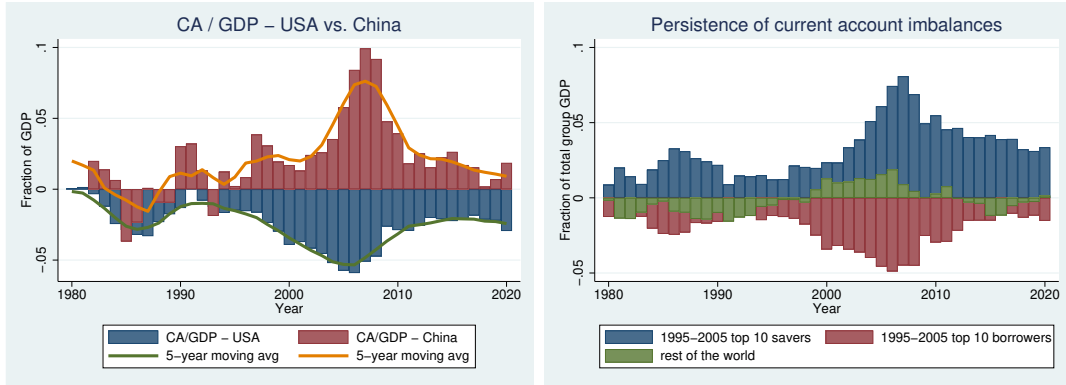 CA / GDP − USA vs. China
Fraction of GDP
.1
.05
0
−.05
1980 1990 2000 2010 2020
Year
CA/GDP − USA CA/GDP − China
5−year moving avg 5−year moving avg
Persistence of current account imbalances
Fraction of total group GDP
.1
.05
0
−.05
1980 1990 2000 2010 2020
Year
1995−2005 top 10 savers 1995−2005 top 10 borrowers
rest of the world